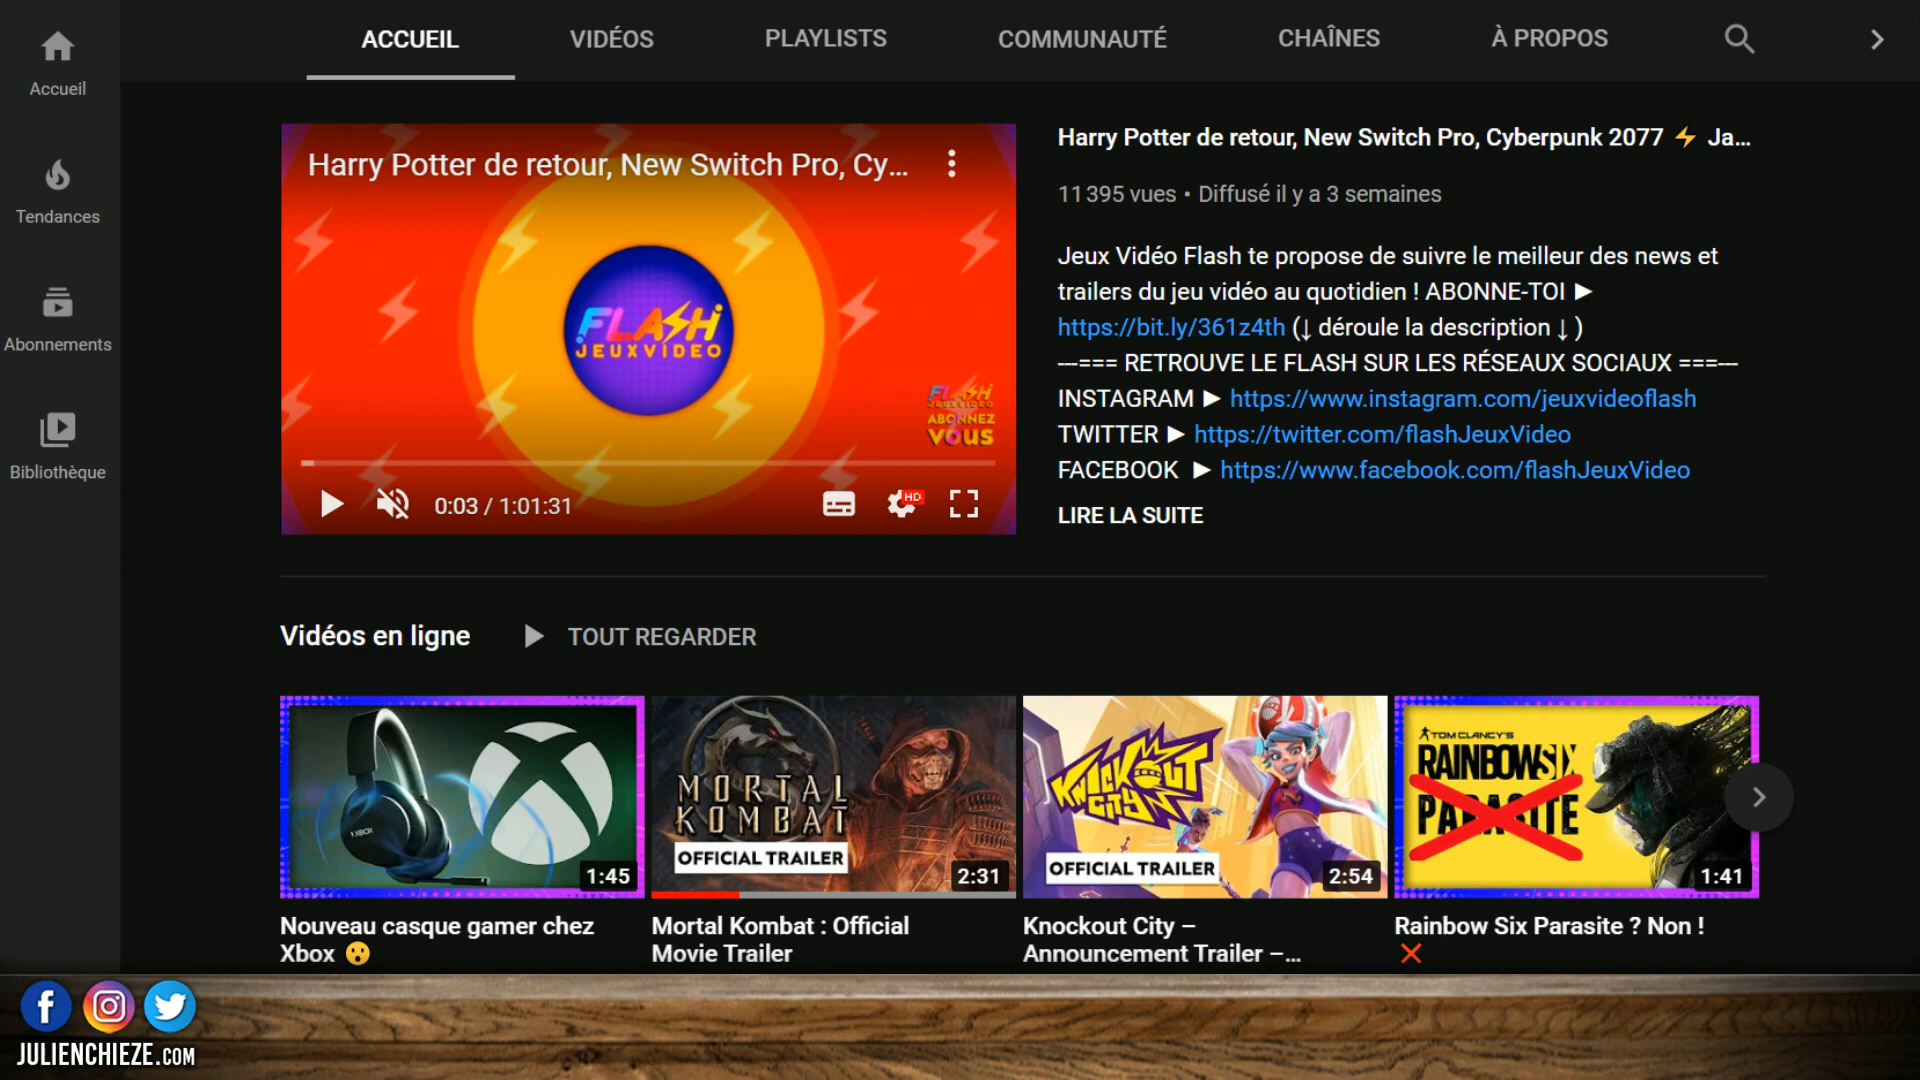 ACCUEIL
VIDÉOS
PLAYLISTS
COMMUNAUTÉ
CHAÎNES
À PROPOS
Accueil
Tendances
Abonnements
Bibliothèque
Harry Potter de retour, New Switch Pro, Cy...
FLASH
JEUXVIDEO
FLASH
JEUXVIDEO
ABONNEZ
VOUS
0:03 / 1:01:31
HD
Harry Potter de retour, New Switch Pro, Cyberpunk 2077 ⚡ Ja...
11 395 vues • Diffusé il y a 3 semaines
Jeux Vidéo Flash te propose de suivre le meilleur des news et
trailers du jeu vidéo au quotidien ! ABONNE-TOI ►
https://bit.ly/361z4th (↓ déroule la description ↓ )
---=== RETROUVE LE FLASH SUR LES RÉSEAUX SOCIAUX ===---
INSTAGRAM ► https://www.instagram.com/jeuxvideoflash
TWITTER ► https://twitter.com/flashJeuxVideo
FACEBOOK ► https://www.facebook.com/flashJeuxVideo
LIRE LA SUITE
Vidéos en ligne
TOUT REGARDER
XBOX
1:45
MORTAL
KOMBAT
OFFICIAL TRAILER
2:31
KNOCKOUT
CITY
OFFICIAL TRAILER
2:54
TOM CLANCY'S
RAINBOW SIX
PARASITE
1:41
Nouveau casque gamer chez
Xbox 😮
Mortal Kombat : Official
Movie Trailer
Knockout City –
Announcement Trailer –...
Rainbow Six Parasite ? Non !
❌
JULIENCHIEZE.COM